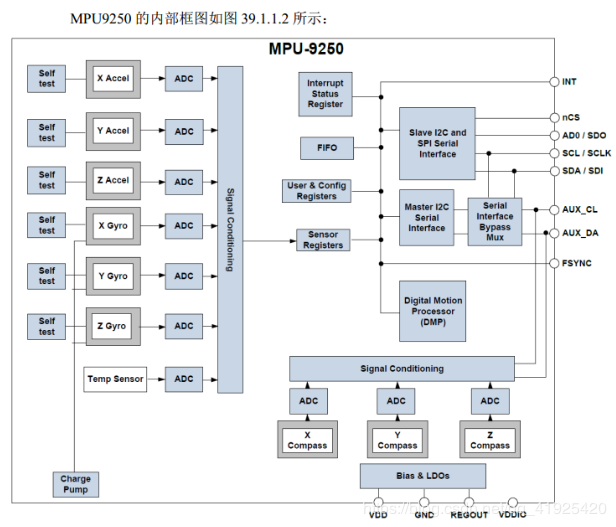 MPU9250 的内部框图如图 39.1.1.2 所示：
MPU-9250
Self
test
X Accel
ADC
Self
test
Y Accel
ADC
Self
test
Z Accel
ADC
Self
test
X Gyro
ADC
Self
test
Y Gyro
ADC
Self
test
Z Gyro
ADC
Temp Sensor
ADC
Charge
Pump
Signal Conditioning
Interrupt
Status
Register
FIFO
User & Config
Registers
Sensor
Registers
Slave I2C and
SPI Serial
Interface
Master I2C
Serial
Interface
Serial
Interface
Bypass
Mux
Digital Motion
Processor
(DMP)
INT
nCS
AD0 / SDO
SCL / SCLK
SDA / SDI
AUX_CL
AUX_DA
FSYNC
Signal Conditioning
ADC
ADC
ADC
X
Compass
Y
Compass
Z
Compass
Bias & LDOs
VDD
GND
REGOUT
VDDIO